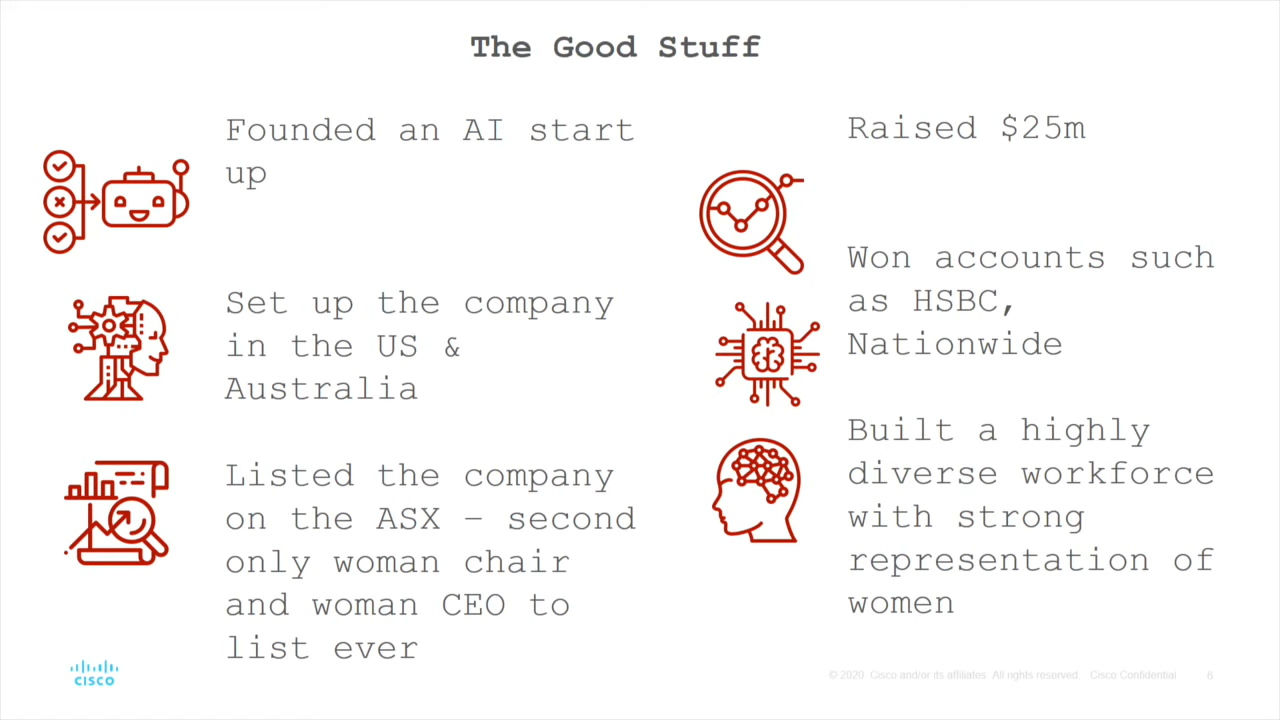 The Good Stuff
Founded an AI start
up
Set up the company
in the US &
Australia
Listed the company
on the ASX – second
only woman chair
and woman CEO to
list ever
Raised $25m
Won accounts such
as HSBC,
Nationwide
Built a highly
diverse workforce
with strong
representation of
women
CISCO
© 2020 Cisco and/or its affiliates. All rights reserved. Cisco Confidential
6